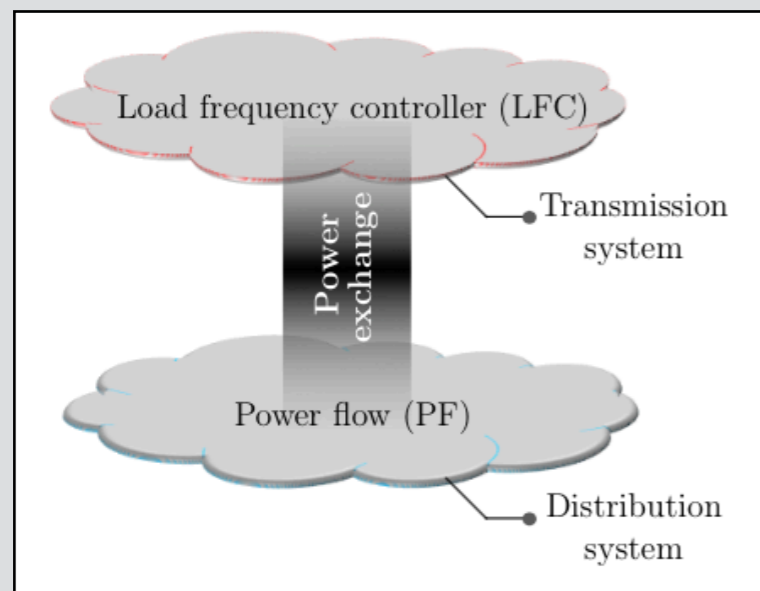 Load frequency controller (LFC)
Power
exchange
Transmission
system
Power flow (PF)
Distribution
system